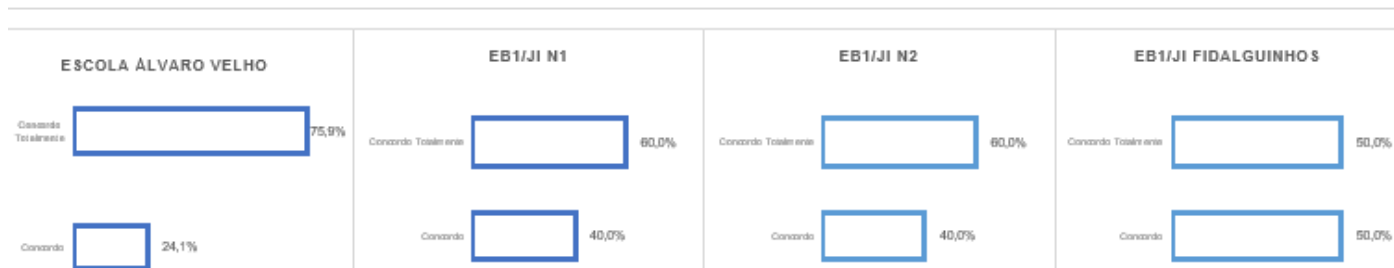 ESCOLA ÁLVARO VELHO
Concordo
Totalmente
75,9%
Concordo
24,1%
EB1/JI N1
Concordo Totalmente
60,0%
Concordo
40,0%
EB1/JI N2
Concordo Totalmente
60,0%
Concordo
40,0%
EB1/JI FIDALGUINHOS
Concordo Totalmente
50,0%
Concordo
50,0%